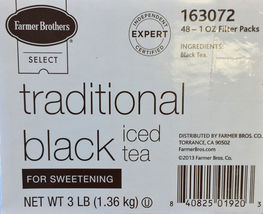 Farmer Brothers
SELECT
INDEPENDENT
EXPERT
CERTIFIED
163072
48 - 1 OZ Filter Packs
INGREDIENTS:
Black Tea.
traditional
black iced tea
FOR SWEETENING
NET WT 3 LB (1.36 kg) U
DISTRIBUTED BY FARMER BROS. CO.
TORRANCE, CA 90502
FarmerBros.com
©2013 Farmer Bros. Co.
8 40825 01920 3